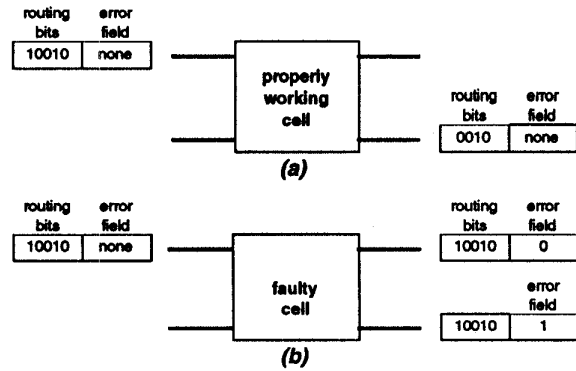 routing error
bits field
10010 none
properly
working
cell
routing error
bits field
0010 none
(a)
routing error
bits field
10010 none
faulty
cell
routing error
bits field
10010 0
error
field
10010 1
(b)